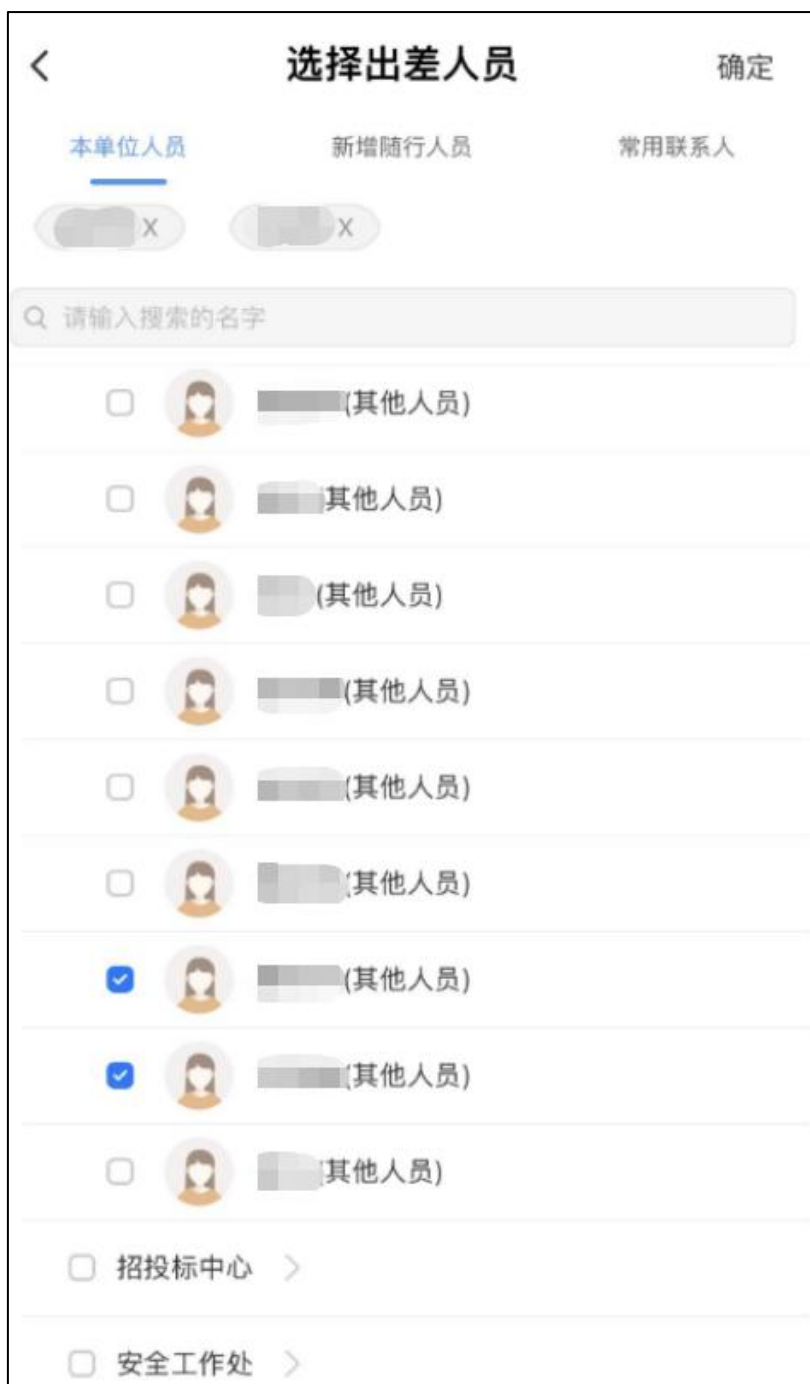 选择出差人员 确定
本单位人员 新增随行人员 常用联系人
X X
请输入搜索的名字
(其他人员)
其他人员)
(其他人员)
(其他人员)
(其他人员)
(其他人员)
(其他人员)
(其他人员)
其他人员)
招投标中心
安全工作处